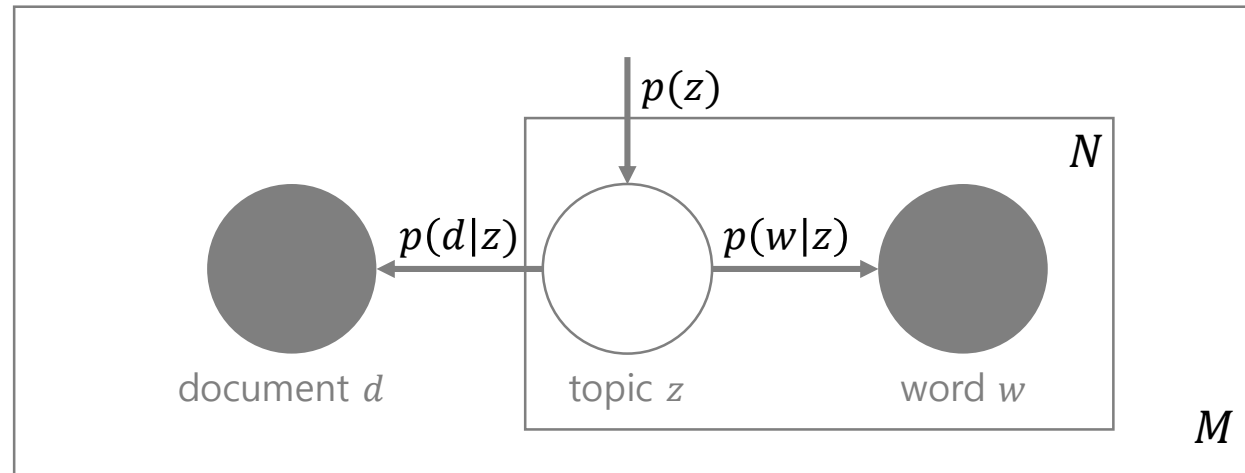 p(z)
N
p(d|z)
p(w|z)
document d
topic z
word w
M